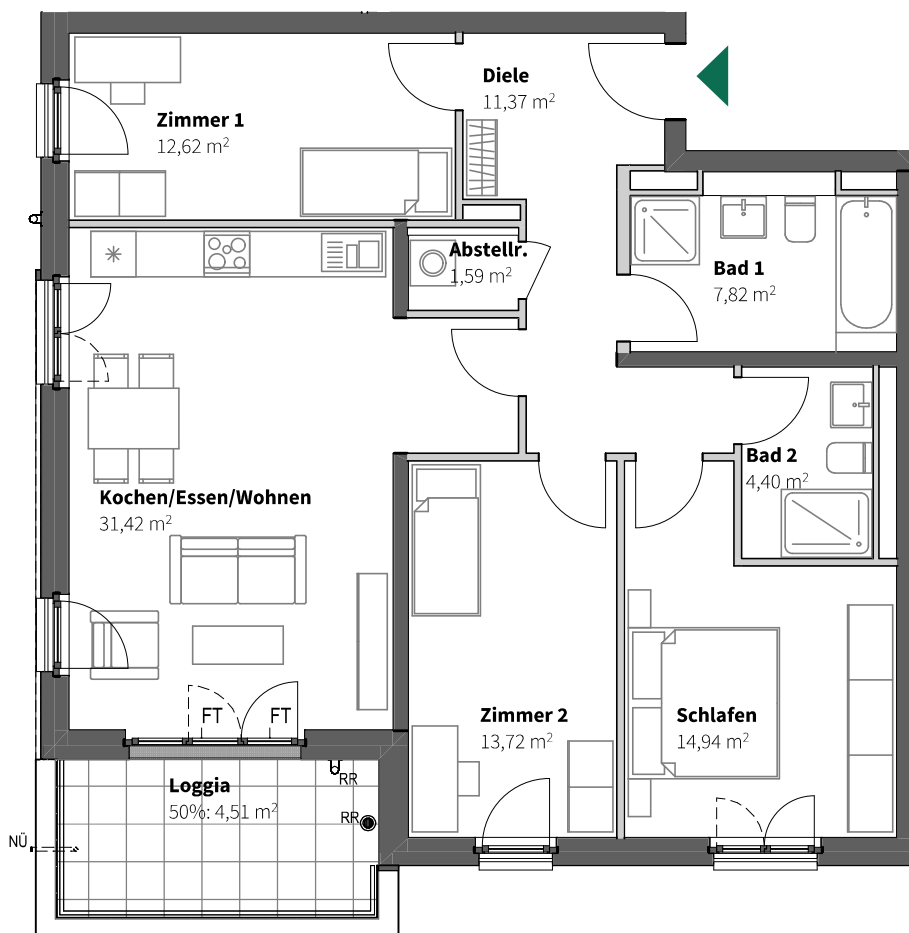 Diele
11,37 m²
Zimmer 1
12,62 m²
Abstellr.
1,59 m²
Bad 1
7,82 m²
Bad 2
4,40 m²
Kochen/Essen/Wohnen
31,42 m²
Zimmer 2
13,72 m²
Schlafen
14,94 m²
FT
FT
Loggia
50%: 4,51 m²
RR
RR
NÜ